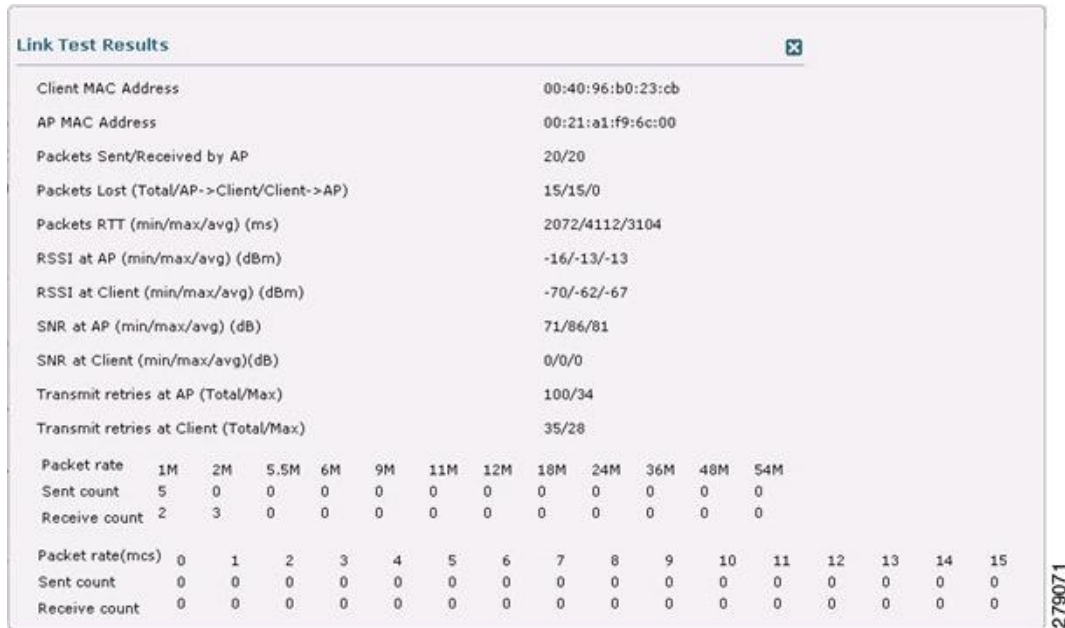 Link Test Results
Client MAC Address 00:40:96:b0:23:cb
AP MAC Address 00:21:a1:f9:6c:00
Packets Sent/Received by AP 20/20
Packets Lost (Total/AP->Client/Client->AP) 15/15/0
Packets RTT (min/max/avg) (ms) 2072/4112/3104
RSSI at AP (min/max/avg) (dBm) -16/-13/-13
RSSI at Client (min/max/avg) (dBm) -70/-62/-67
SNR at AP (min/max/avg) (dB) 71/86/81
SNR at Client (min/max/avg)(dB) 0/0/0
Transmit retries at AP (Total/Max) 100/34
Transmit retries at Client (Total/Max) 35/28
Packet rate 1M 2M 5.5M 6M 9M 11M 12M 18M 24M 36M 48M 54M
Sent count 5 0 0 0 0 0 0 0 0 0 0 0
Receive count 2 3 0 0 0 0 0 0 0 0 0 0
Packet rate(mcs) 0 1 2 3 4 5 6 7 8 9 10 11 12 13 14 15
Sent count 0 0 0 0 0 0 0 0 0 0 0 0 0 0 0 0
Receive count 0 0 0 0 0 0 0 0 0 0 0 0 0 0 0 0
279071